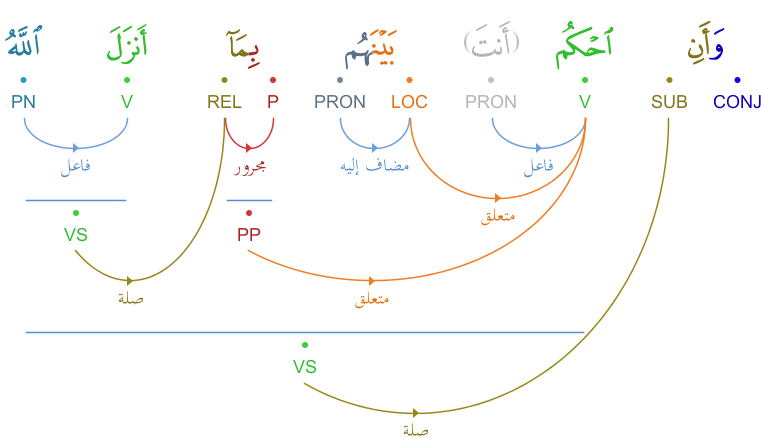 وَأَنِ ٱحْكُم (أَنتَ) بَيْنَهُم بِمَآ أَنزَلَ ٱللَّهُ
CONJ SUB V PRON LOC PRON P REL V PN
فاعل مضاف إليه مجرور فاعل
متعلق
VS PP
صلة متعلق
VS
صلة